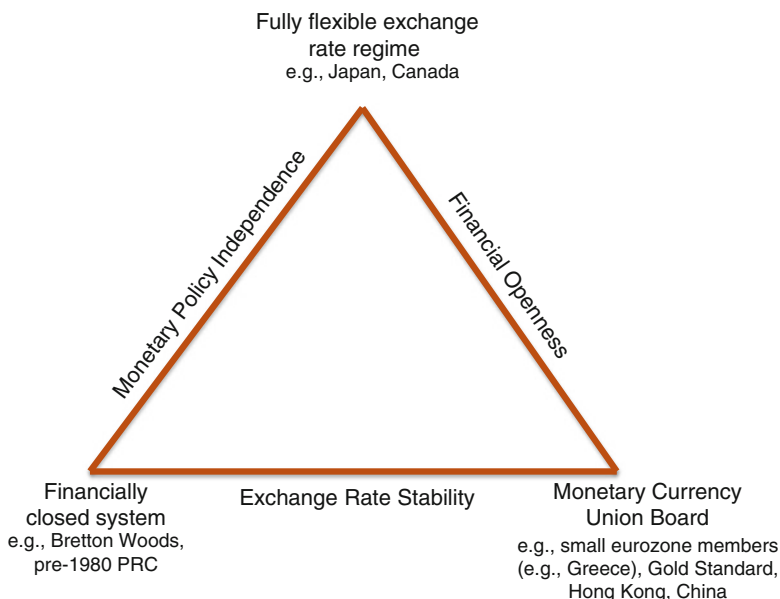 Fully flexible exchange
rate regime
e.g., Japan, Canada
Monetary Policy Independence
Financial Openness
Financially
closed system
e.g., Bretton Woods,
pre-1980 PRC
Exchange Rate Stability
Monetary Currency
Union Board
e.g., small eurozone members
(e.g., Greece), Gold Standard,
Hong Kong, China